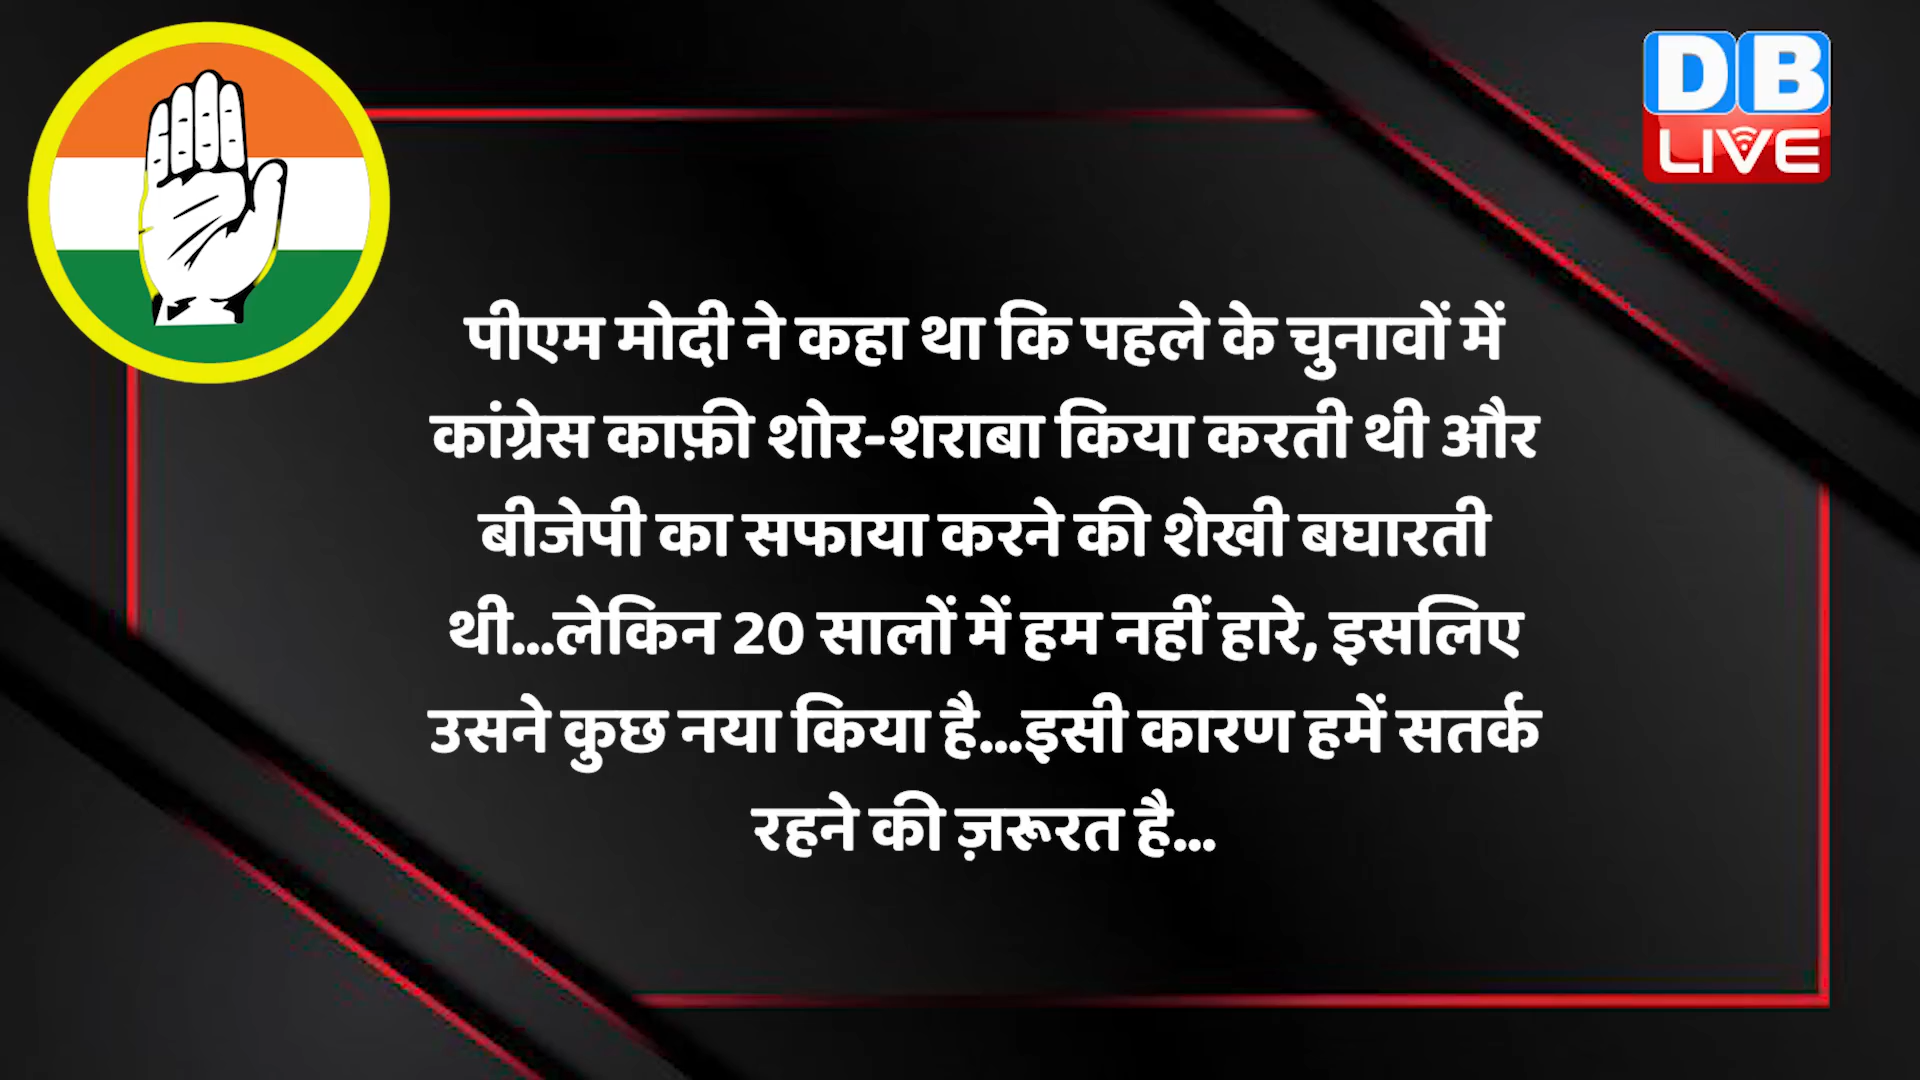 DB
LIVE
पीएम मोदी ने कहा था कि पहले के चुनावों में
कांग्रेस काफ़ी शोर-शराबा किया करती थी और
बीजेपी का सफाया करने की शेखी बघारती
थी...लेकिन 20 सालों में हम नहीं हारे, इसलिए
उसने कुछ नया किया है...इसी कारण हमें सतर्क
रहने की ज़रूरत है...